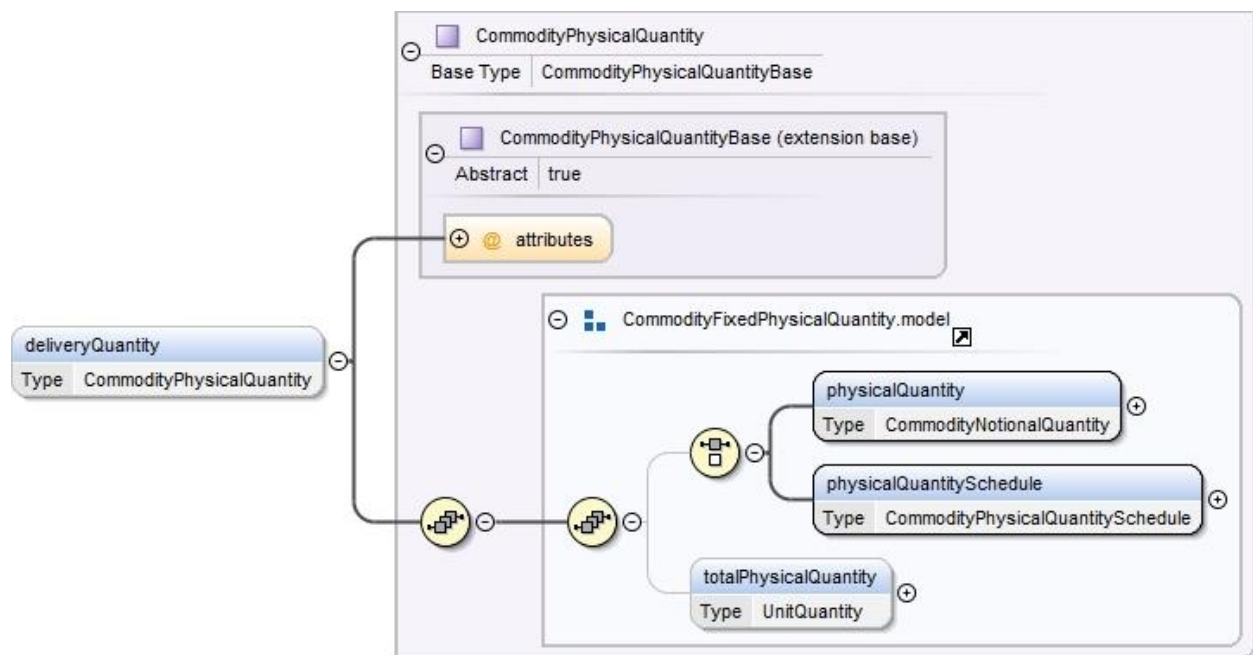 CommodityPhysicalQuantity
Base Type CommodityPhysicalQuantityBase
CommodityPhysicalQuantityBase (extension base)
Abstract true
@ attributes
deliveryQuantity
Type CommodityPhysicalQuantity
CommodityFixedPhysicalQuantity.model
physicalQuantity
Type CommodityNotionalQuantity
physicalQuantitySchedule
Type CommodityPhysicalQuantitySchedule
totalPhysicalQuantity
Type UnitQuantity